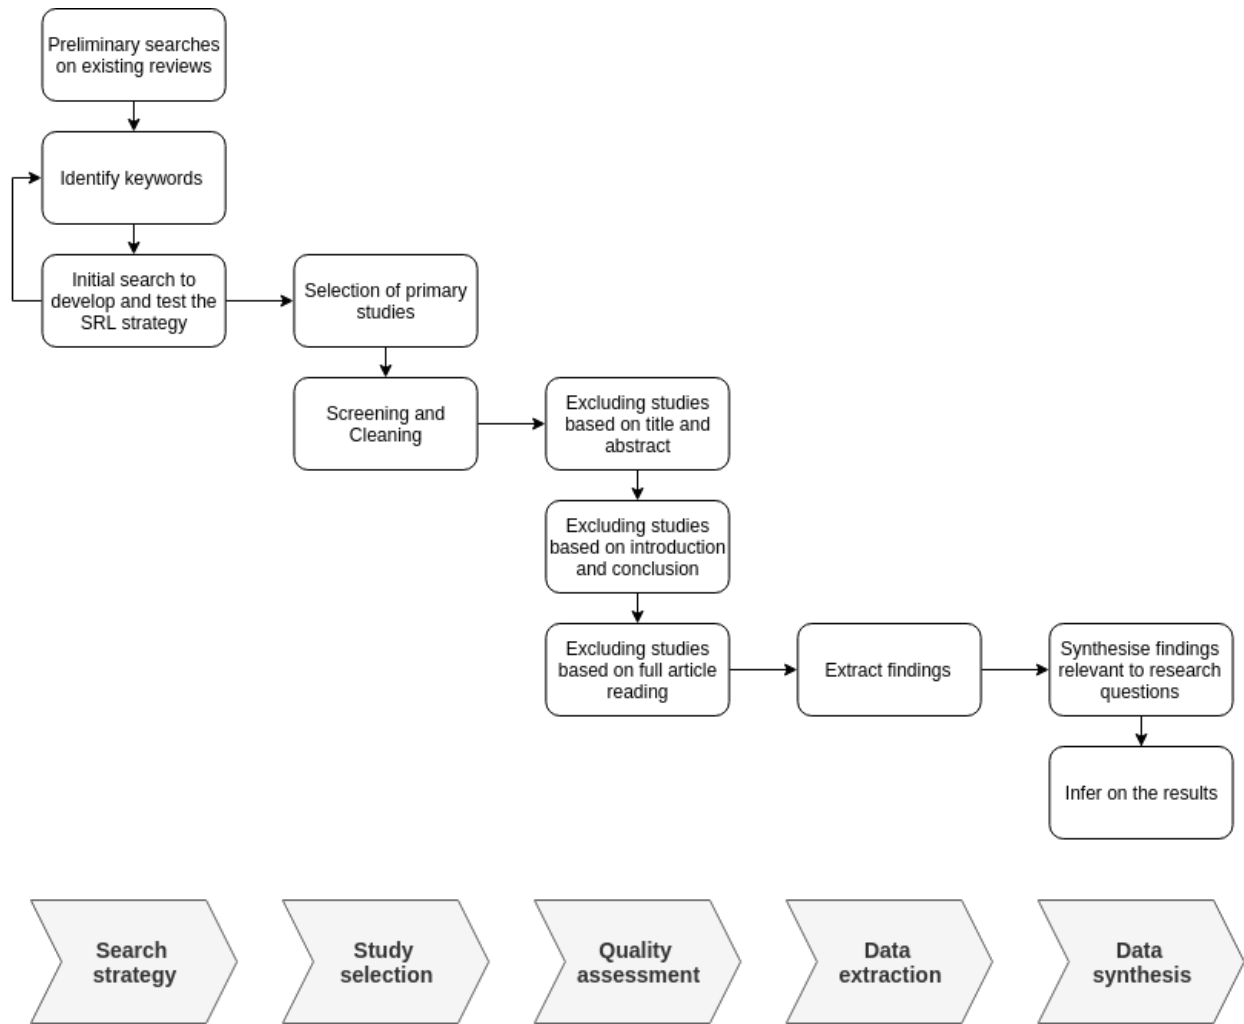 Preliminary searches
on existing reviews
Identify keywords
Initial search to
develop and test the
SRL strategy
Selection of primary
studies
Screening and
Cleaning
Excluding studies
based on title and
abstract
Excluding studies
based on introduction
and conclusion
Excluding studies
based on full article
reading
Extract findings
Synthesise findings
relevant to research
questions
Infer on the results
Search
strategy
Study
selection
Quality
assessment
Data
extraction
Data
synthesis